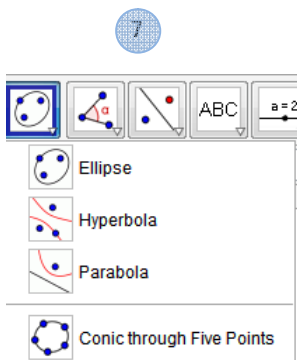 7
α
ABC
a = 2
Ellipse
Hyperbola
Parabola
Conic through Five Points